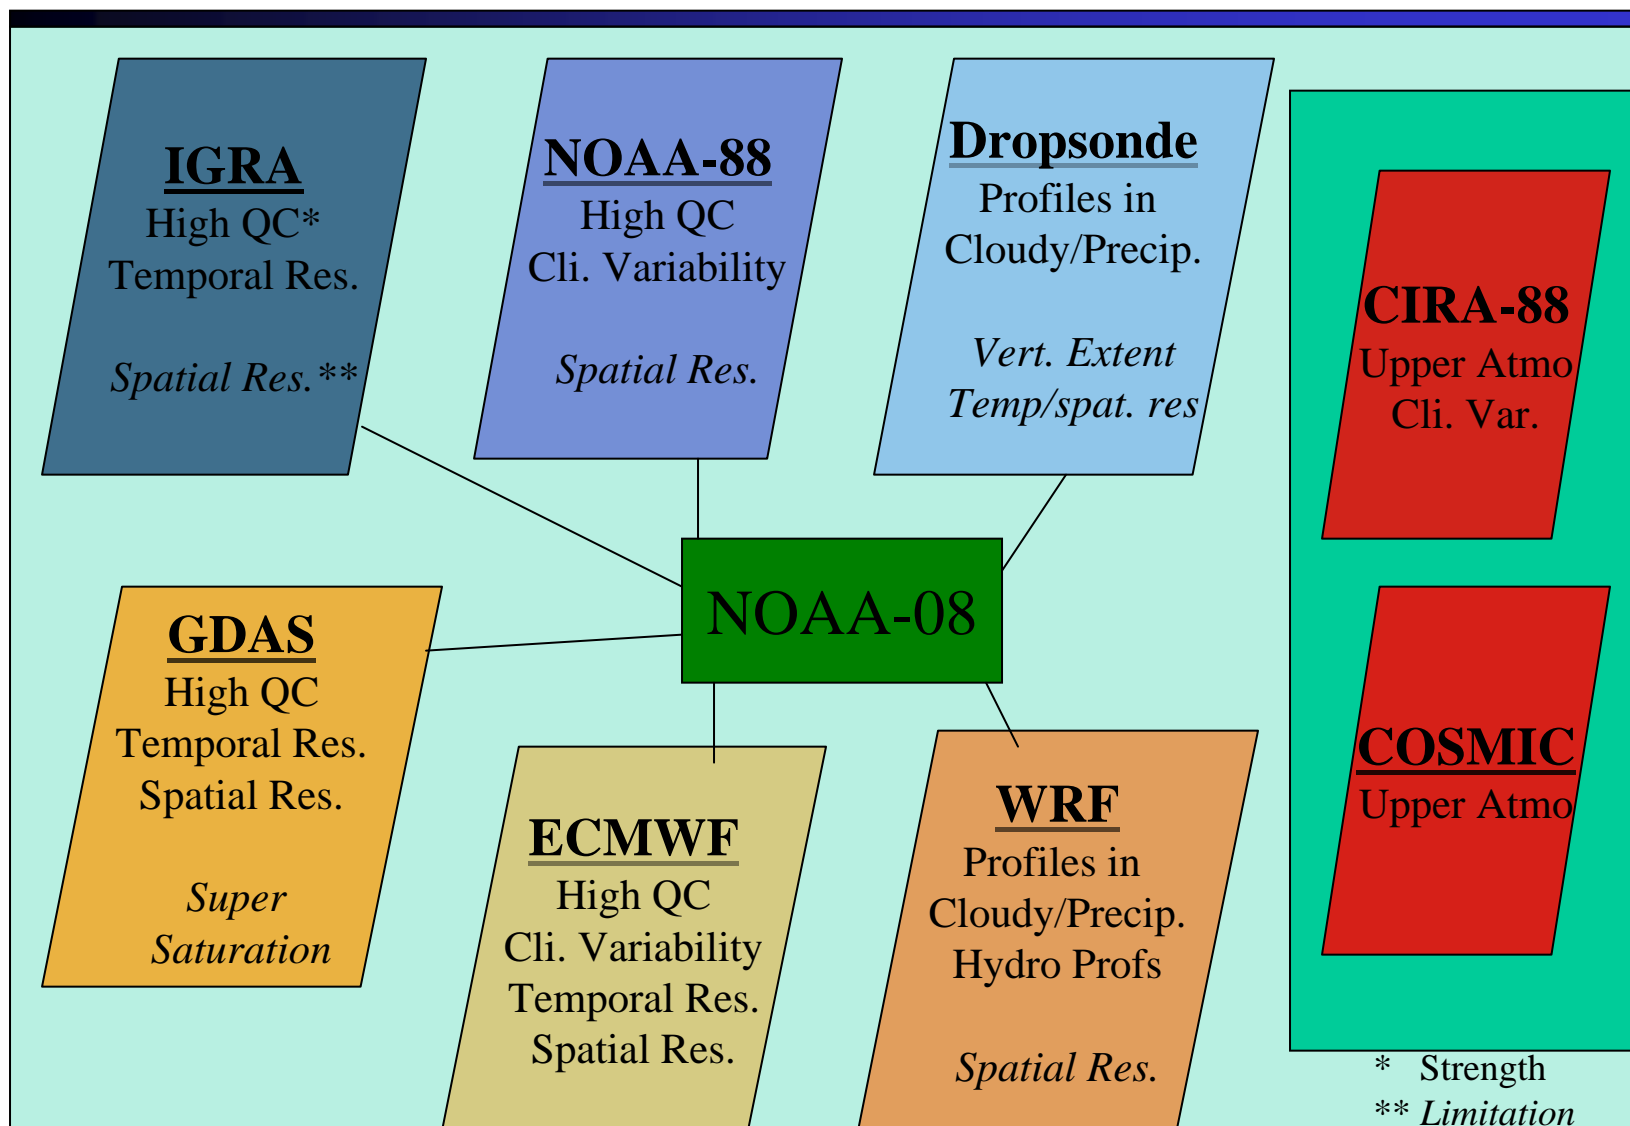 IGRA
High QC*
Temporal Res.
Spatial Res.**
NOAA-88
High QC
Cli. Variability
Spatial Res.
Dropsonde
Profiles in
Cloudy/Precip.
Vert. Extent
Temp/spat. res
CIRA-88
Upper Atmo
Cli. Var.
NOAA-08
GDAS
High QC
Temporal Res.
Spatial Res.
Super
Saturation
ECMWF
High QC
Cli. Variability
Temporal Res.
Spatial Res.
WRF
Profiles in
Cloudy/Precip.
Hydro Profs
Spatial Res.
COSMIC
Upper Atmo
* Strength
** Limitation